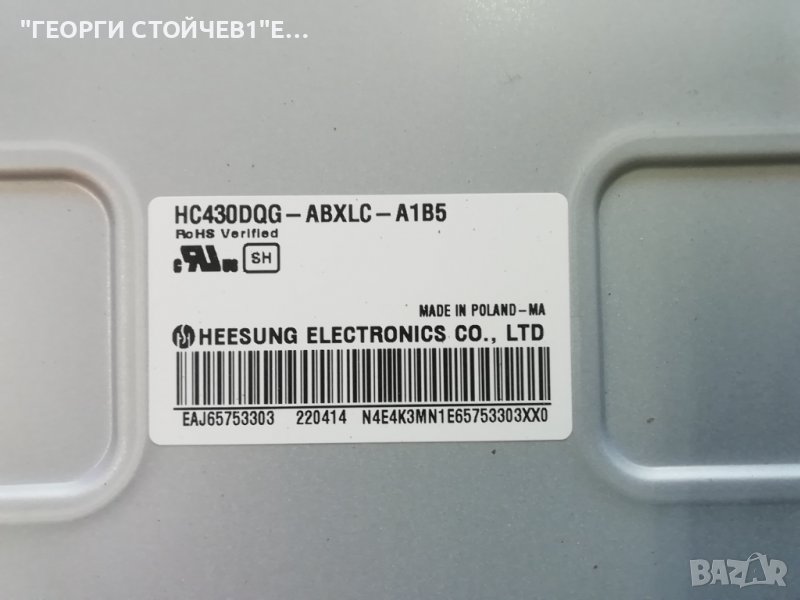 "ГЕОРГИ СТОЙЧЕВ1"Е...
HC430DQG-ABXLC-A1B5
RoHS Verified
SH
MADE IN POLAND-MA
HEESUNG ELECTRONICS CO., LTD
EAJ65753303 220414 N4E4K3MN1E65753303XX0
BAZAR